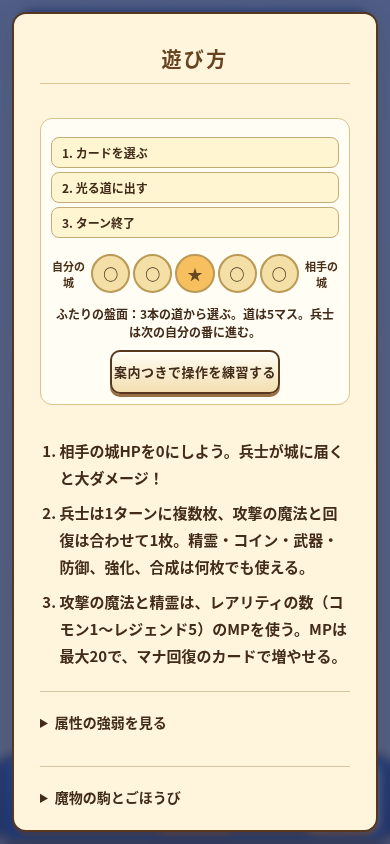 遊び方
1. カードを選ぶ
2. 光る道に出す
3. ターン終了
自分の
城
○ ○ ★ ○ ○
相手の
城
ふたりの盤面：3本の道から選ぶ。道は5マス。兵士
は次の自分の番に進む。
案内つきで操作を練習する
1. 相手の城HPを0にしよう。兵士が城に届く
と大ダメージ！
2. 兵士は1ターンに複数枚、攻撃の魔法と回
復は合わせて1枚。精霊・コイン・武器・
防御、強化、合成は何枚でも使える。
3. 攻撃の魔法と精霊は、レアリティの数（コ
モン1〜レジェンド5）のMPを使う。MPは
最大20で、マナ回復のカードで増やせる。
▶ 属性の強弱を見る
▶ 魔物の駒とごほうび